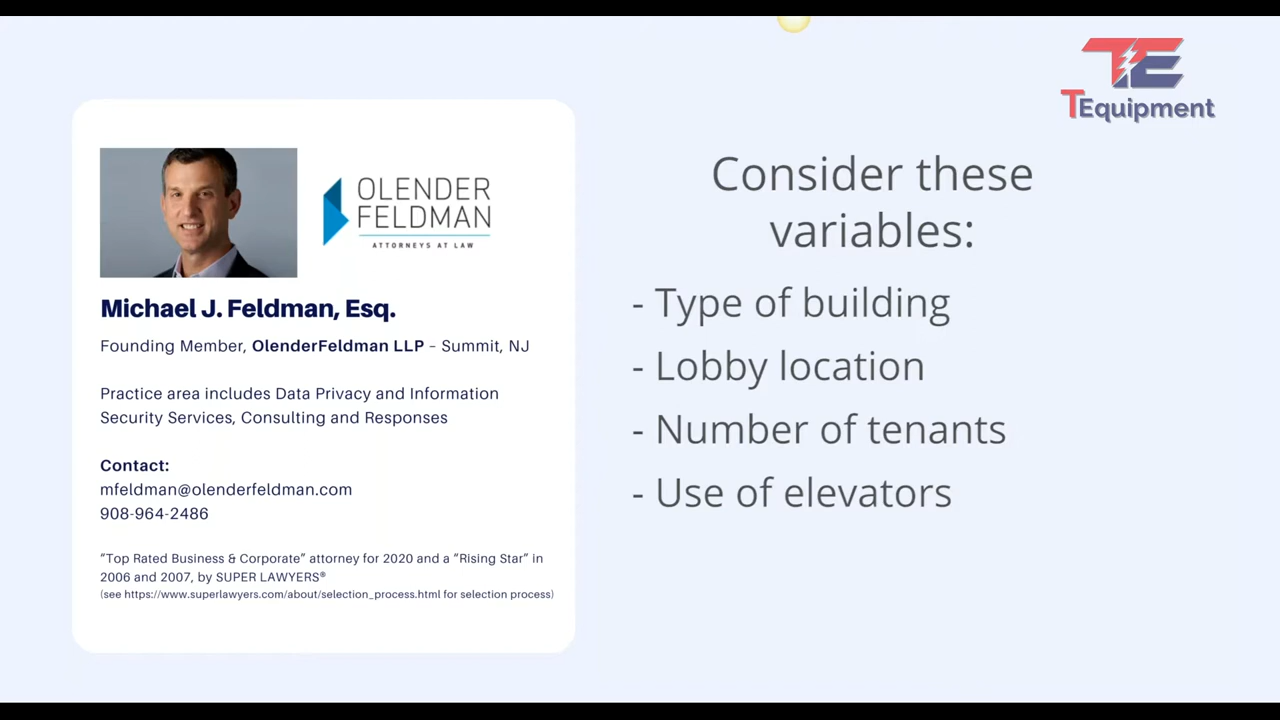 TE
TEquipment
OLENDER
FELDMAN
ATTORNEYS AT LAW
Michael J. Feldman, Esq.
Founding Member, OlenderFeldman LLP – Summit, NJ
Practice area includes Data Privacy and Information
Security Services, Consulting and Responses
Contact:
mfeldman@olenderfeldman.com
908-964-2486
“Top Rated Business & Corporate” attorney for 2020 and a “Rising Star” in
2006 and 2007, by SUPER LAWYERS®
(see https://www.superlawyers.com/about/selection_process.html for selection process)
Consider these
variables:
- Type of building
- Lobby location
- Number of tenants
- Use of elevators